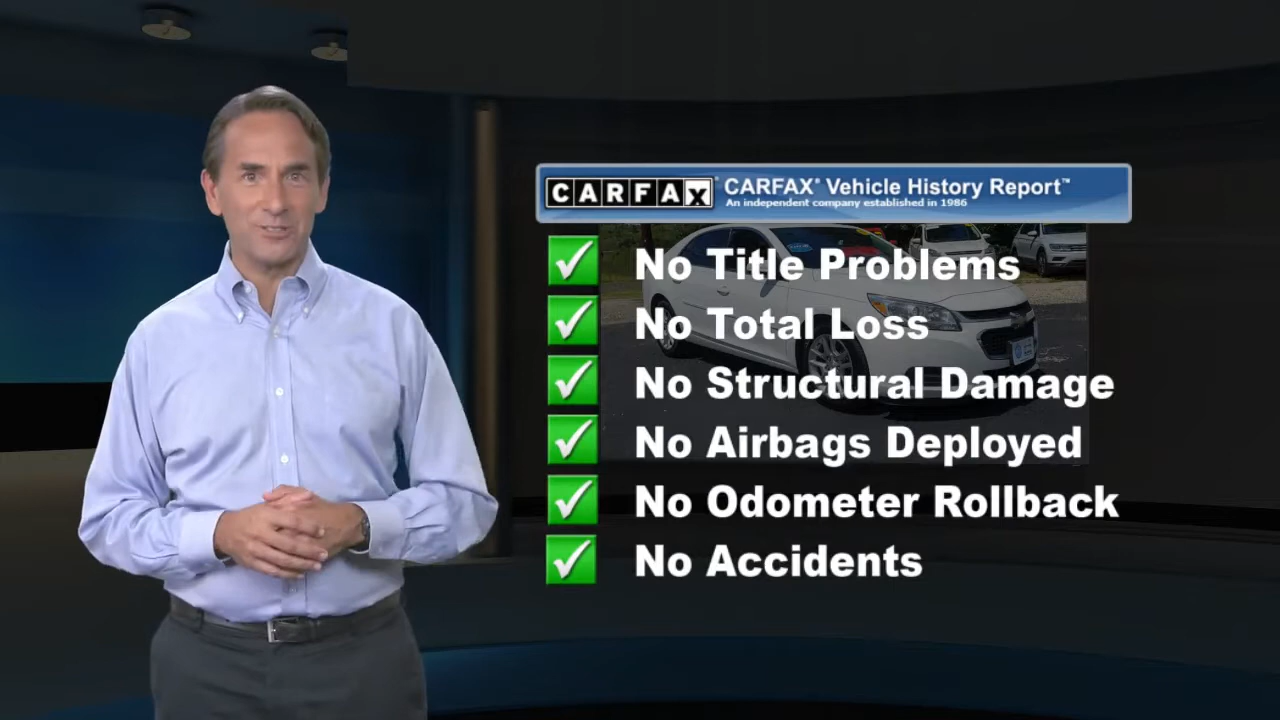 CARFAX® CARFAX® Vehicle History Report™
An independent company established in 1986
No Title Problems
No Total Loss
No Structural Damage
No Airbags Deployed
No Odometer Rollback
No Accidents